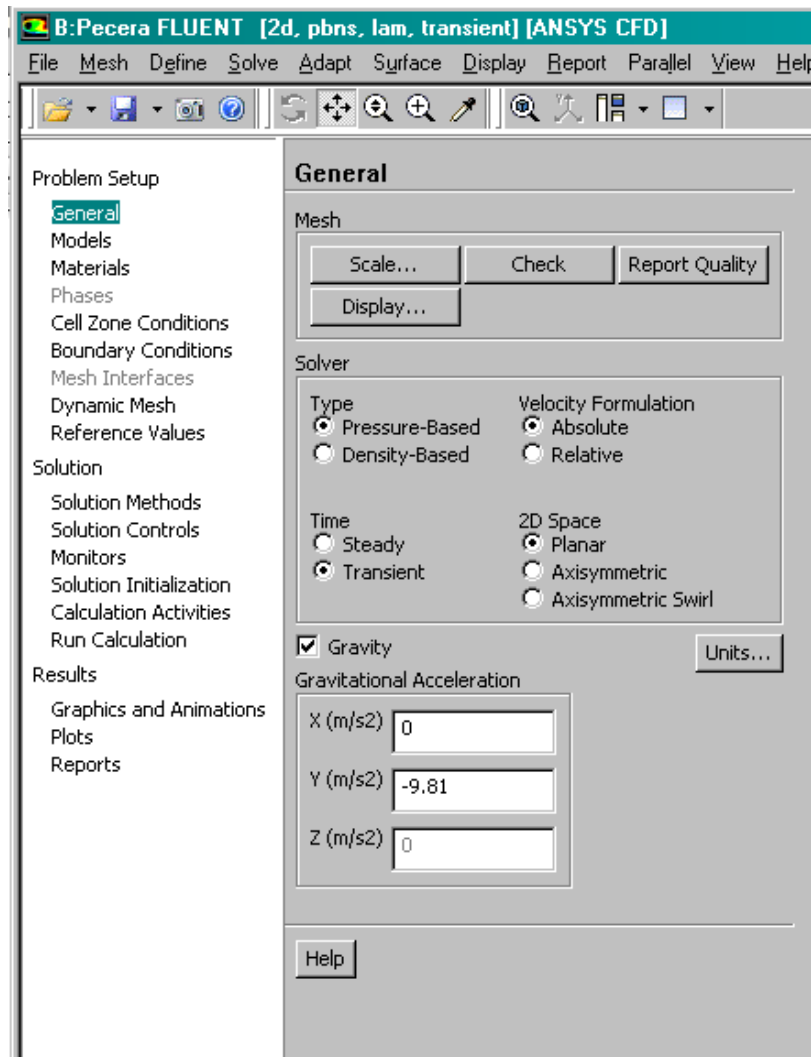 B:Pecera FLUENT [2d, pbns, lam, transient] [ANSYS CFD]
File Mesh Define Solve Adapt Surface Display Report Parallel View Help
Problem Setup
General
Models
Materials
Phases
Cell Zone Conditions
Boundary Conditions
Mesh Interfaces
Dynamic Mesh
Reference Values
Solution
Solution Methods
Solution Controls
Monitors
Solution Initialization
Calculation Activities
Run Calculation
Results
Graphics and Animations
Plots
Reports
General
Mesh
Scale... Check Report Quality
Display...
Solver
Type Velocity Formulation
Pressure-Based Absolute
Density-Based Relative
Time 2D Space
Steady Planar
Transient Axisymmetric
Axisymmetric Swirl
Gravity Units...
Gravitational Acceleration
X (m/s2) 0
Y (m/s2) -9.81
Z (m/s2) 0
Help